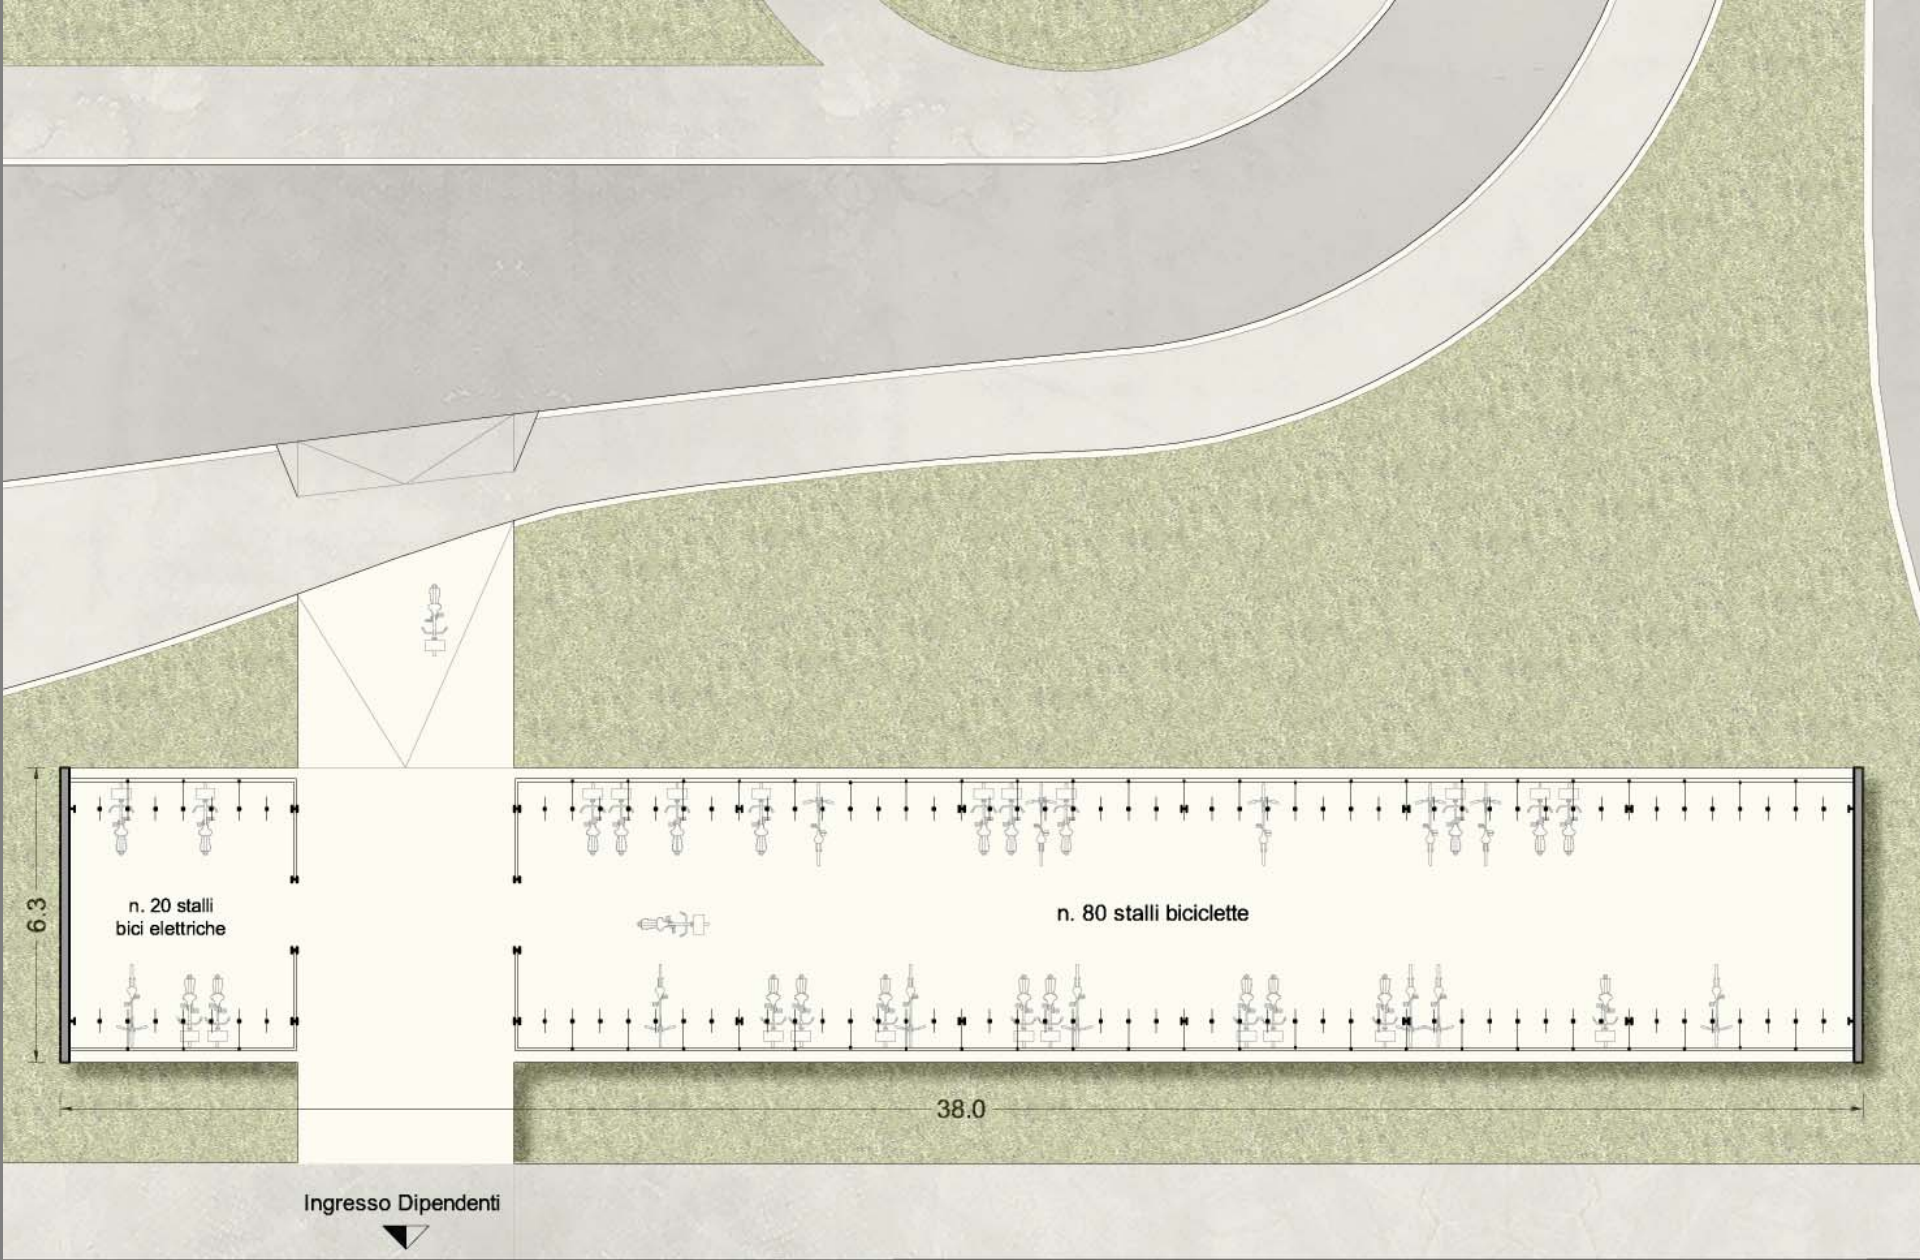 n. 20 stalli
bici elettriche
n. 80 stalli biciclette
6.3
38.0
Ingresso Dipendenti